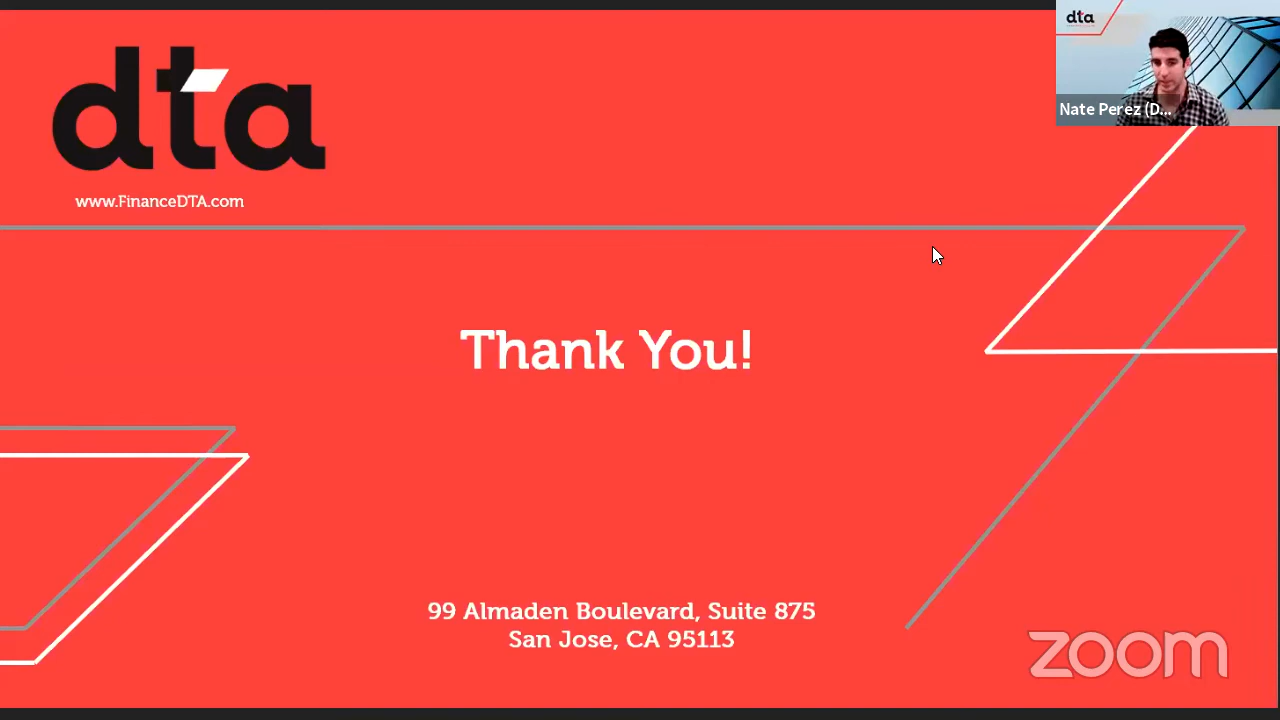 dta
www.FinanceDTA.com
dta
Nate Perez (D...
Thank You!
99 Almaden Boulevard, Suite 875
San Jose, CA 95113
zoom